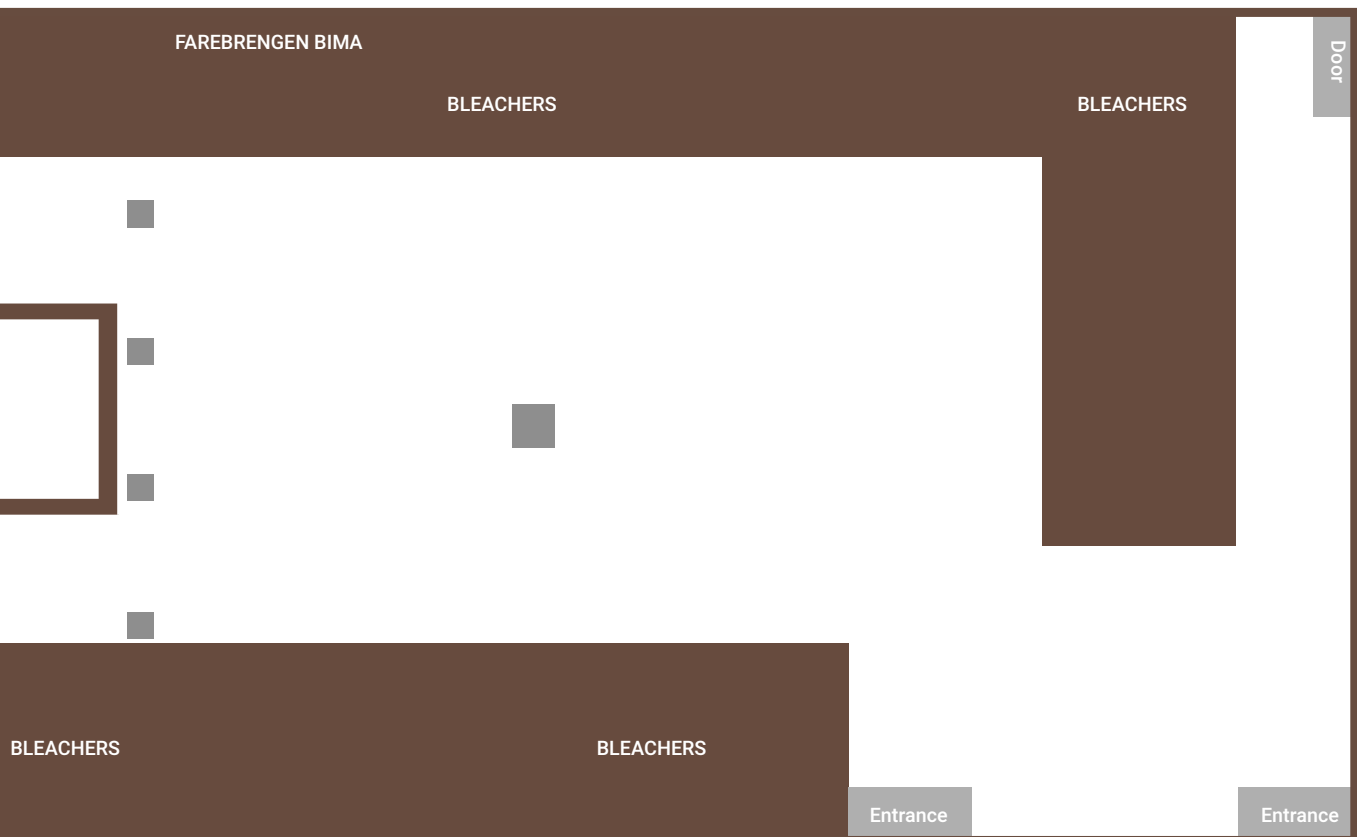 FAREBRENGEN BIMA
Door
BLEACHERS
BLEACHERS
BLEACHERS
BLEACHERS
Entrance
Entrance